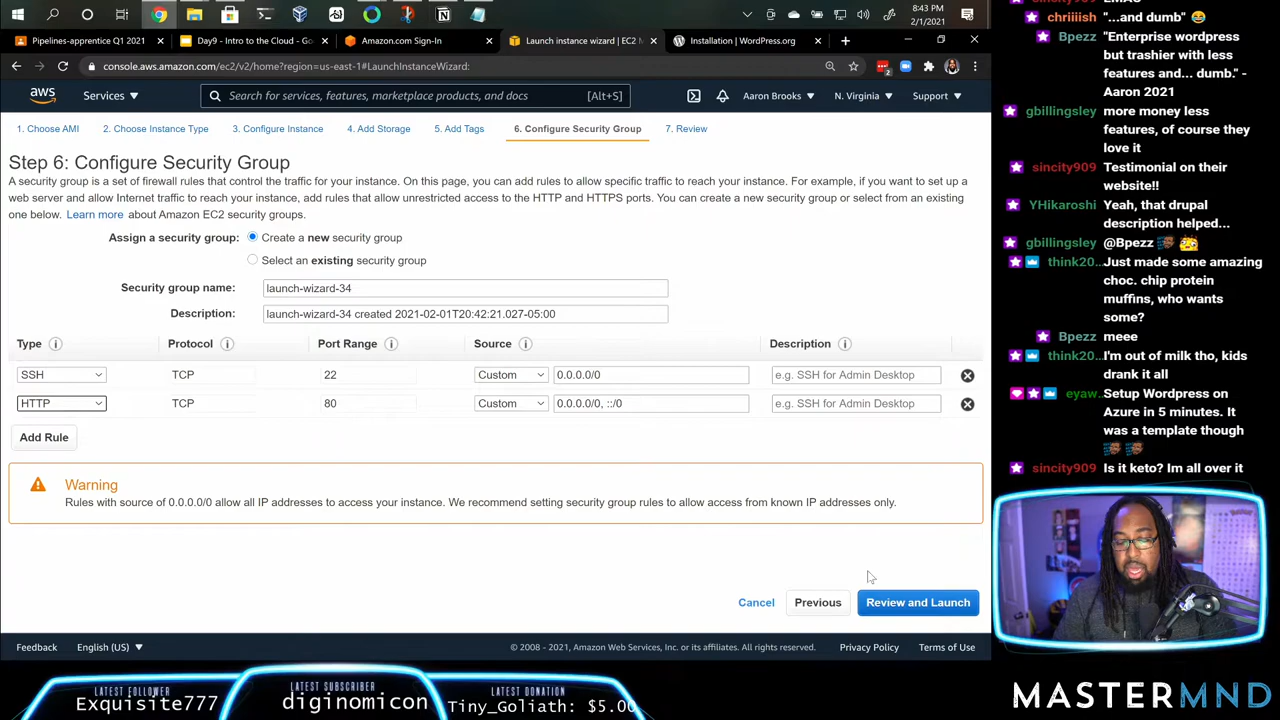 8:43 PM
2/1/2021
Pipelines-apprentice Q1 2021
Day9 - Intro to the Cloud - Go
Amazon.com Sign-In
Launch instance wizard | EC2 M
Installation | WordPress.org
console.aws.amazon.com/ec2/v2/home?region=us-east-1#LaunchInstanceWizard:
aws
Services
Search for services, features, marketplace products, and docs
[Alt+S]
Aaron Brooks
N. Virginia
Support
1. Choose AMI
2. Choose Instance Type
3. Configure Instance
4. Add Storage
5. Add Tags
6. Configure Security Group
7. Review
Step 6: Configure Security Group
A security group is a set of firewall rules that control the traffic for your instance. On this page, you can add rules to allow specific traffic to reach your instance. For example, if you want to set up a
web server and allow Internet traffic to reach your instance, add rules that allow unrestricted access to the HTTP and HTTPS ports. You can create a new security group or select from an existing
one below. Learn more about Amazon EC2 security groups.
Assign a security group:
Create a new security group
Select an existing security group
Security group name:
launch-wizard-34
Description:
launch-wizard-34 created 2021-02-01T20:42:21.027-05:00
Type
Protocol
Port Range
Source
Description
SSH
TCP
22
Custom
0.0.0.0/0
e.g. SSH for Admin Desktop
HTTP
TCP
80
Custom
0.0.0.0/0, ::/0
e.g. SSH for Admin Desktop
Add Rule
Warning
Rules with source of 0.0.0.0/0 allow all IP addresses to access your instance. We recommend setting security group rules to allow access from known IP addresses only.
Cancel
Previous
Review and Launch
Feedback
English (US)
© 2008 - 2021, Amazon Web Services, Inc. or its affiliates. All rights reserved.
Privacy Policy
Terms of Use
chriiiish "...and dumb"
Bpezz "Enterprise wordpress
but trashier with less
features and... dumb." -
Aaron 2021
gbillingsley more money less
features, of course they
love it
sincity909 Testimonial on their
website!!
YHikaroshi Yeah, that drupal
description helped...
gbillingsley @Bpezz
think20... Just made some amazing
choc. chip protein
muffins, who wants
some?
Bpezz meee
think20... I'm out of milk tho, kids
drank it all
eyaw... Setup Wordpress on
Azure in 5 minutes. It
was a template though
sincity909 Is it keto? Im all over it
LATEST FOLLOWER
Exquisite777
LATEST SUBSCRIBER
diginomicon
LATEST DONATION
Tiny_Goliath: $5.00
MASTERMND